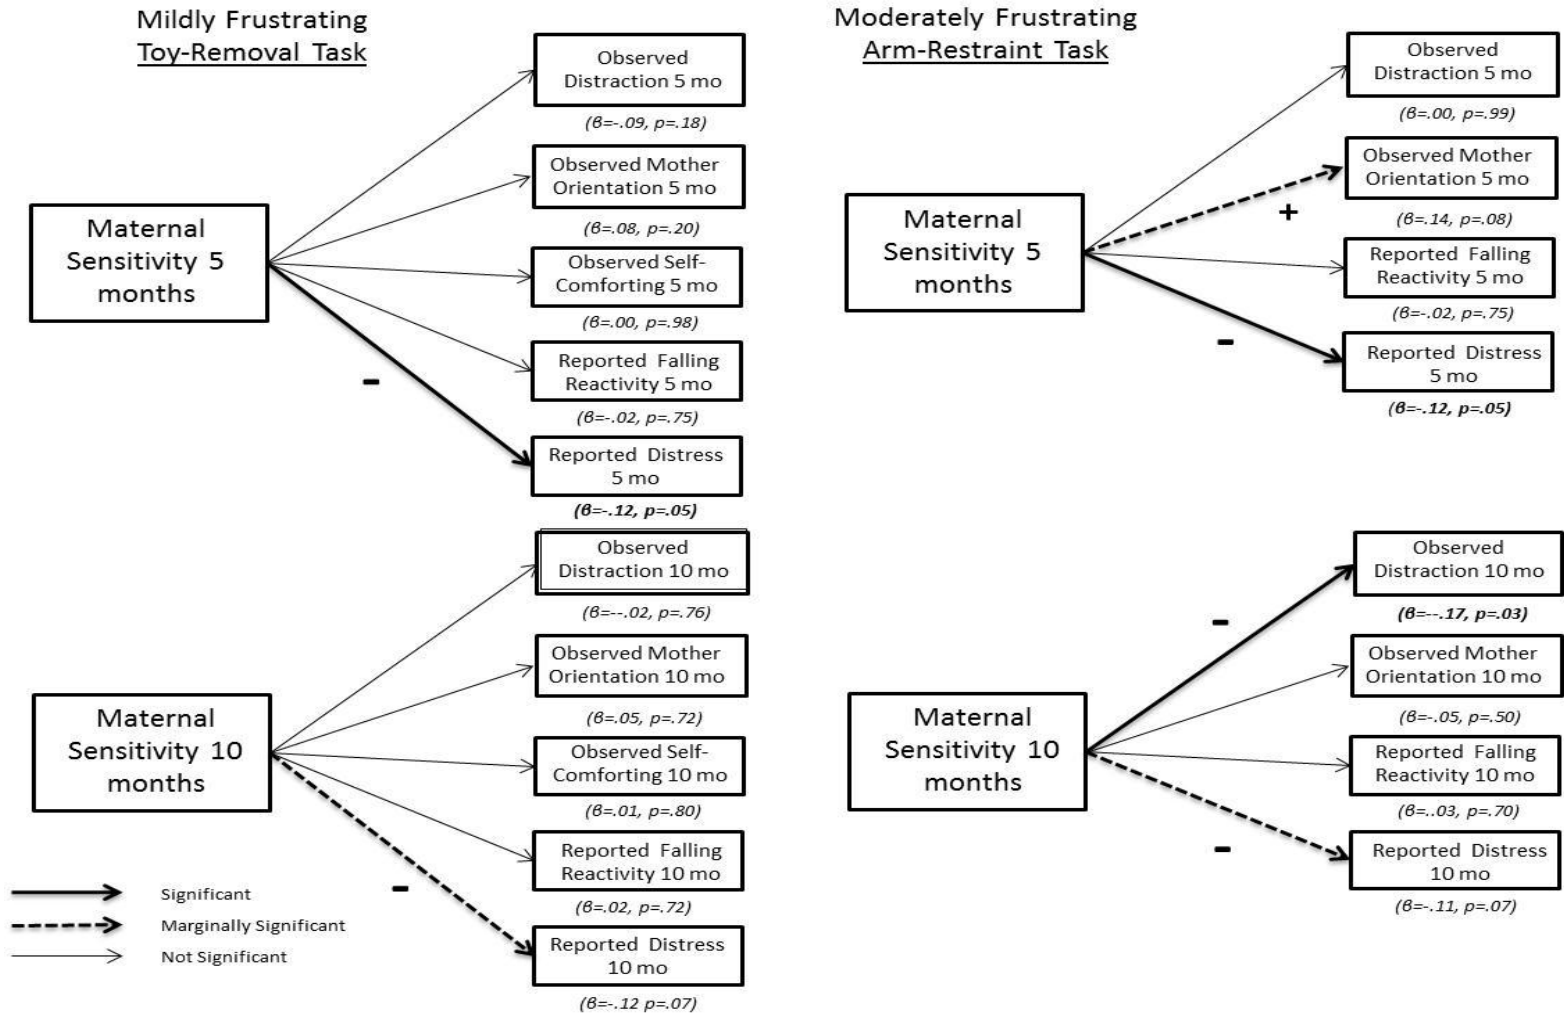 Mildly Frustrating
Toy-Removal Task
Observed
Distraction 5 mo
(β=-.09, p=.18)
Observed Mother
Orientation 5 mo
(β=.08, p=.20)
Maternal
Sensitivity 5
months
Observed Self-
Comforting 5 mo
(β=.00, p=.98)
Reported Falling
Reactivity 5 mo
(β=-.02, p=.75)
-
Reported Distress
5 mo
(β=-.12, p=.05)
Observed
Distraction 10 mo
(β=--.02, p=.76)
Observed Mother
Orientation 10 mo
(β=.05, p=.72)
Maternal
Sensitivity 10
months
Observed Self-
Comforting 10 mo
(β=.01, p=.80)
Reported Falling
Reactivity 10 mo
(β=.02, p=.72)
-
Reported Distress
10 mo
(β=-.12 p=.07)
Significant
Marginally Significant
Not Significant
Moderately Frustrating
Arm-Restraint Task
Observed
Distraction 5 mo
(β=.00, p=.99)
Observed Mother
Orientation 5 mo
+
(β=.14, p=.08)
Maternal
Sensitivity 5
months
Reported Falling
Reactivity 5 mo
(β=-.02, p=.75)
-
Reported Distress
5 mo
(β=-.12, p=.05)
Observed
Distraction 10 mo
-
(β=--.17, p=.03)
Observed Mother
Orientation 10 mo
(β=-.05, p=.50)
Maternal
Sensitivity 10
months
Reported Falling
Reactivity 10 mo
(β=..03, p=.70)
-
Reported Distress
10 mo
(β=-.11, p=.07)